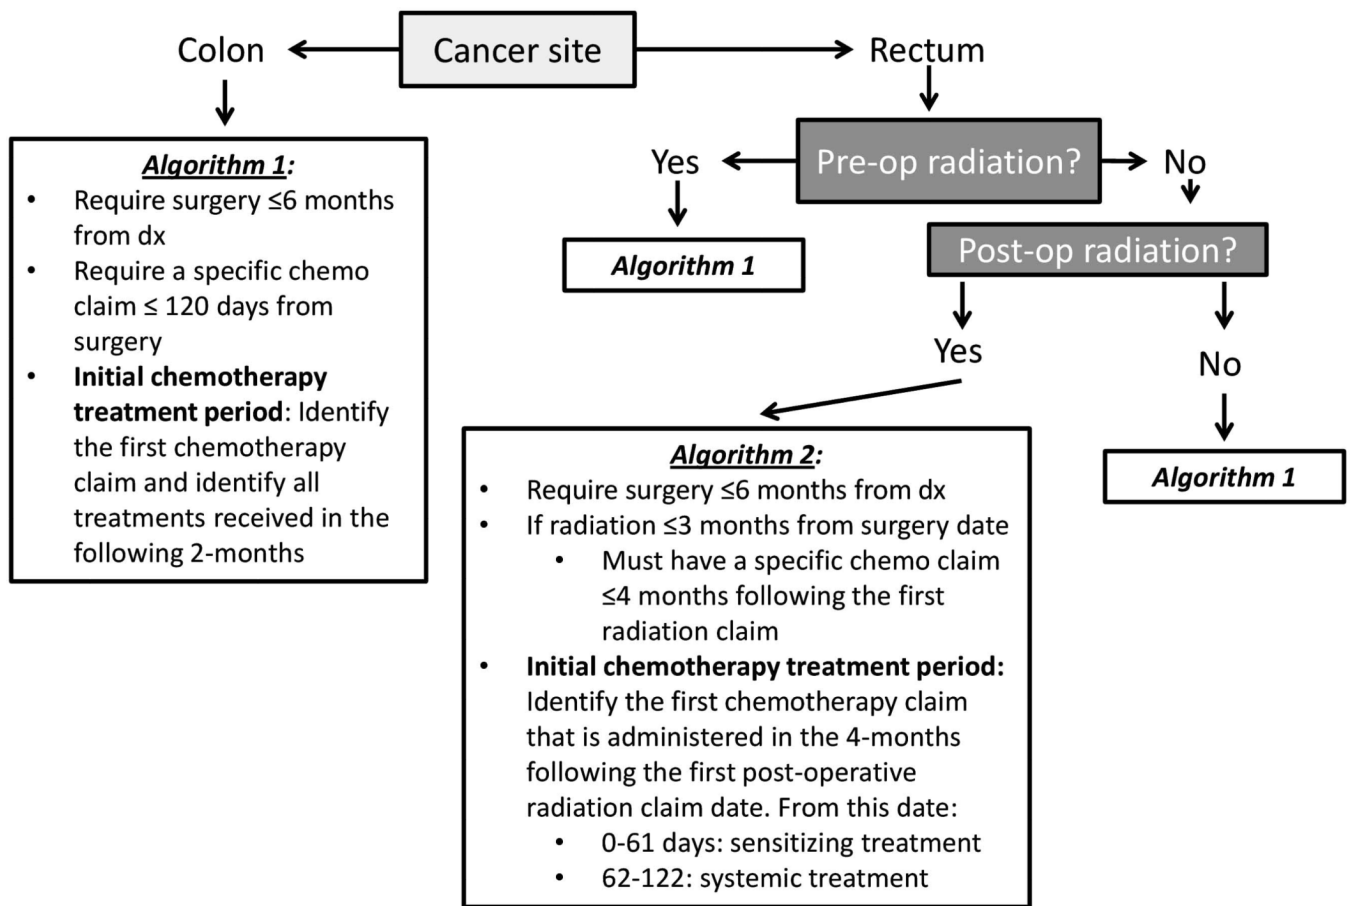 Colon
Cancer site
Rectum
Algorithm 1:
• Require surgery ≤6 months
from dx
• Require a specific chemo
claim ≤ 120 days from
surgery
• Initial chemotherapy
treatment period: Identify
the first chemotherapy
claim and identify all
treatments received in the
following 2-months
Pre-op radiation?
Yes
No
Algorithm 1
Post-op radiation?
Yes
No
Algorithm 2:
• Require surgery ≤6 months from dx
• If radiation ≤3 months from surgery date
• Must have a specific chemo claim
≤4 months following the first
radiation claim
• Initial chemotherapy treatment period:
Identify the first chemotherapy claim
that is administered in the 4-months
following the first post-operative
radiation claim date. From this date:
• 0-61 days: sensitizing treatment
• 62-122: systemic treatment
Algorithm 1